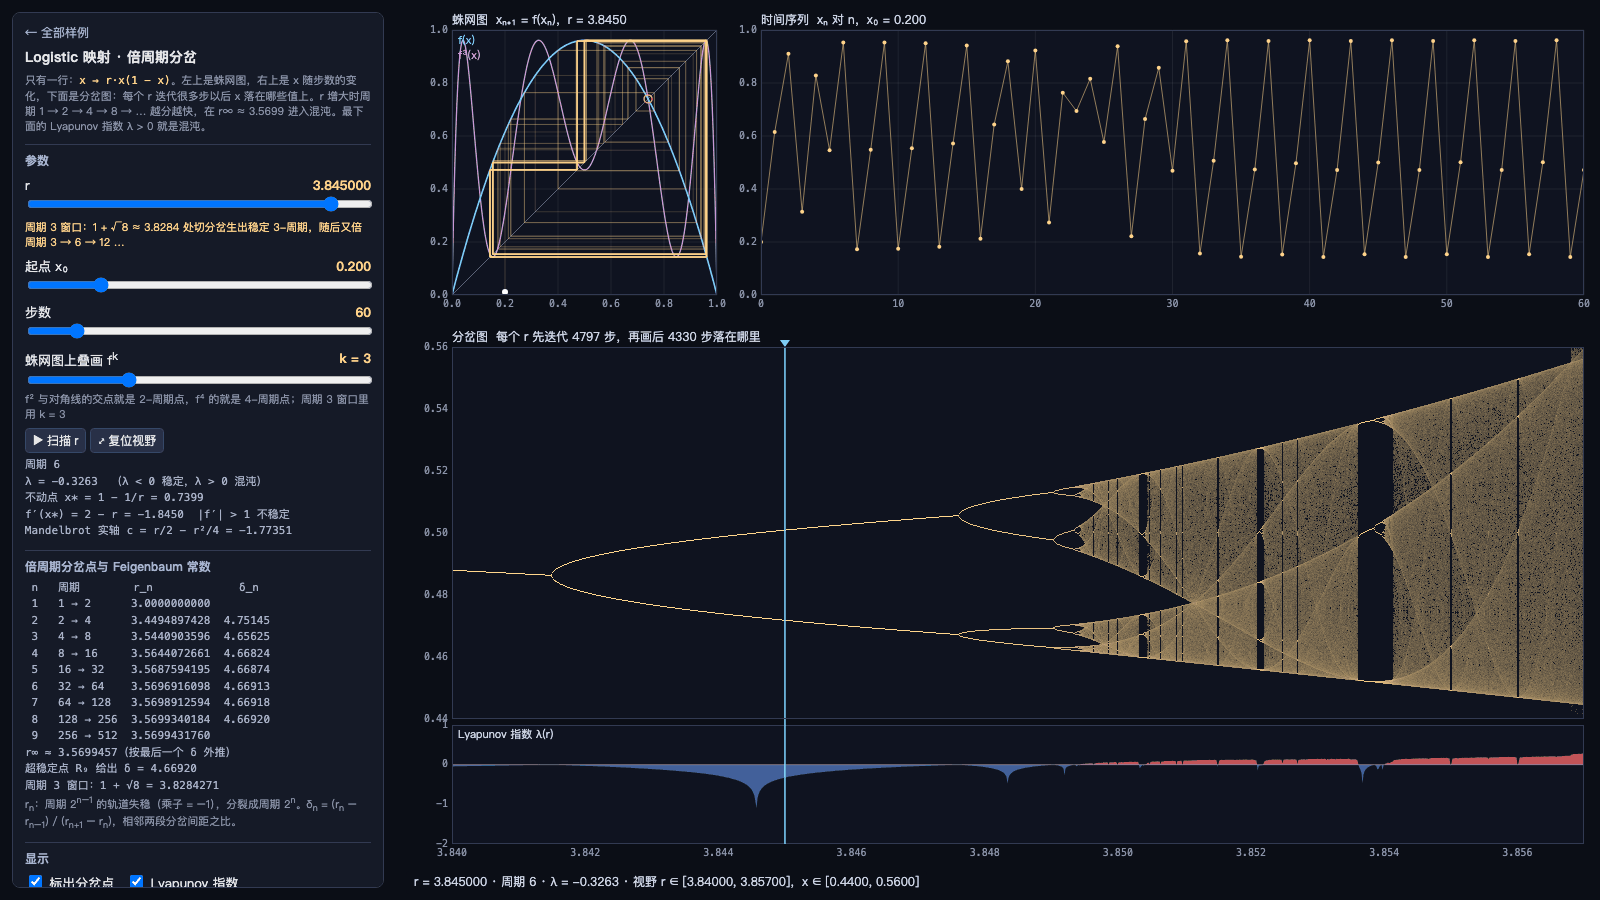 ← 全部样例
Logistic 映射 · 倍周期分岔
只有一行：x → r·x(1 − x)。左上是蛛网图，右上是 x 随步数的变
化，下面是分岔图：每个 r 迭代很多步以后 x 落在哪些值上。r 增大时周
期 1 → 2 → 4 → 8 → … 越分越快，在 r∞ ≈ 3.5699 进入混沌。最下
面的 Lyapunov 指数 λ > 0 就是混沌。
参数
r 3.845000
周期 3 窗口：1 + √8 ≈ 3.8284 处切分岔生出稳定 3-周期，随后又倍
周期 3 → 6 → 12 …
起点 x₀ 0.200
步数 60
蛛网图上叠画 fᵏ k = 3
f² 与对角线的交点就是 2-周期点，f⁴ 的就是 4-周期点；周期 3 窗口里
用 k = 3
▶ 扫描 r ⤢ 复位视野
周期 6
λ = −0.3263 （λ < 0 稳定，λ > 0 混沌）
不动点 x* = 1 − 1/r = 0.7399
f′(x*) = 2 − r = −1.8450 |f′| > 1 不稳定
Mandelbrot 实轴 c = r/2 − r²/4 = −1.77351
倍周期分岔点与 Feigenbaum 常数
n 周期 r_n δ_n
1 1 → 2 3.0000000000
2 2 → 4 3.4494897428 4.75145
3 4 → 8 3.5440903596 4.65625
4 8 → 16 3.5644072661 4.66824
5 16 → 32 3.5687594195 4.66874
6 32 → 64 3.5696916098 4.66913
7 64 → 128 3.5698912594 4.66918
8 128 → 256 3.5699340184 4.66920
9 256 → 512 3.5699431760
r∞ ≈ 3.5699457（按最后一个 δ 外推）
超稳定点 R₉ 给出 δ = 4.66920
周期 3 窗口：1 + √8 = 3.8284271
rₙ：周期 2ⁿ⁻¹ 的轨道失稳（乘子 = −1），分裂成周期 2ⁿ。δₙ = (rₙ −
rₙ₋₁) / (rₙ₊₁ − rₙ)，相邻两段分岔间距之比。
显示
标出分岔点 Lyapunov 指数
蛛网图 xₙ₊₁ = f(xₙ)，r = 3.8450
f(x)
f³(x)
1.0
0.8
0.6
0.4
0.2
0.0
0.0 0.2 0.4 0.6 0.8 1.0
时间序列 xₙ 对 n，x₀ = 0.200
1.0
0.8
0.6
0.4
0.2
0.0
0 10 20 30 40 50 60
分岔图 每个 r 先迭代 4797 步，再画后 4330 步落在哪里
0.56
0.54
0.52
0.50
0.48
0.46
0.44
Lyapunov 指数 λ(r)
1
0
−1
−2
3.840 3.842 3.844 3.846 3.848 3.850 3.852 3.854 3.856
r = 3.845000 · 周期 6 · λ = −0.3263 · 视野 r ∈ [3.84000, 3.85700]，x ∈ [0.4400, 0.5600]